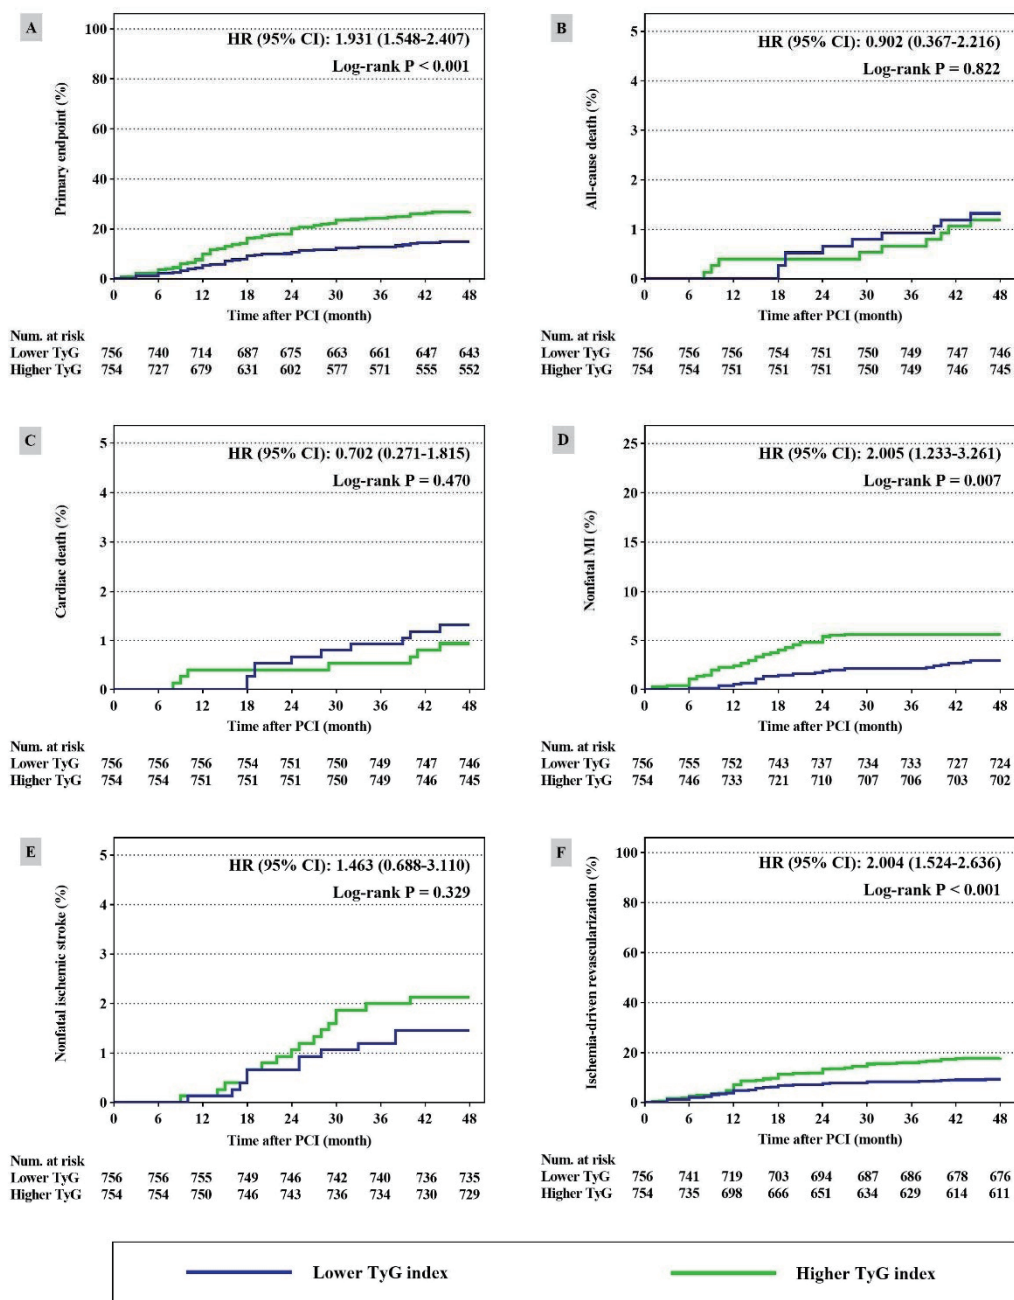 A
HR (95% CI): 1.931 (1.548-2.407)
Log-rank P < 0.001
Primary endpoint (%)
100
80
60
40
20
0
0 6 12 18 24 30 36 42 48
Time after PCI (month)
Num. at risk
Lower TyG 756 740 714 687 675 663 661 647 643
Higher TyG 754 727 679 631 602 577 571 555 552
B
HR (95% CI): 0.902 (0.367-2.216)
Log-rank P = 0.822
All-cause death (%)
5
4
3
2
1
0
0 6 12 18 24 30 36 42 48
Time after PCI (month)
Num. at risk
Lower TyG 756 756 756 754 751 750 749 747 746
Higher TyG 754 754 751 751 751 750 749 746 745
C
HR (95% CI): 0.702 (0.271-1.815)
Log-rank P = 0.470
Cardiac death (%)
5
4
3
2
1
0
0 6 12 18 24 30 36 42 48
Time after PCI (month)
Num. at risk
Lower TyG 756 756 756 754 751 750 749 747 746
Higher TyG 754 754 751 751 751 750 749 746 745
D
HR (95% CI): 2.005 (1.233-3.261)
Log-rank P = 0.007
Nonfatal MI (%)
25
20
15
10
5
0
0 6 12 18 24 30 36 42 48
Time after PCI (month)
Num. at risk
Lower TyG 756 755 752 743 737 734 733 727 724
Higher TyG 754 746 733 721 710 707 706 703 702
E
HR (95% CI): 1.463 (0.688-3.110)
Log-rank P = 0.329
Nonfatal ischemic stroke (%)
5
4
3
2
1
0
0 6 12 18 24 30 36 42 48
Time after PCI (month)
Num. at risk
Lower TyG 756 756 755 749 746 742 740 736 735
Higher TyG 754 754 750 746 743 736 734 730 729
F
HR (95% CI): 2.004 (1.524-2.636)
Log-rank P < 0.001
Ischemia-driven revascularization (%)
100
80
60
40
20
0
0 6 12 18 24 30 36 42 48
Time after PCI (month)
Num. at risk
Lower TyG 756 741 719 703 694 687 686 678 676
Higher TyG 754 735 698 666 651 634 629 614 611
Lower TyG index
Higher TyG index